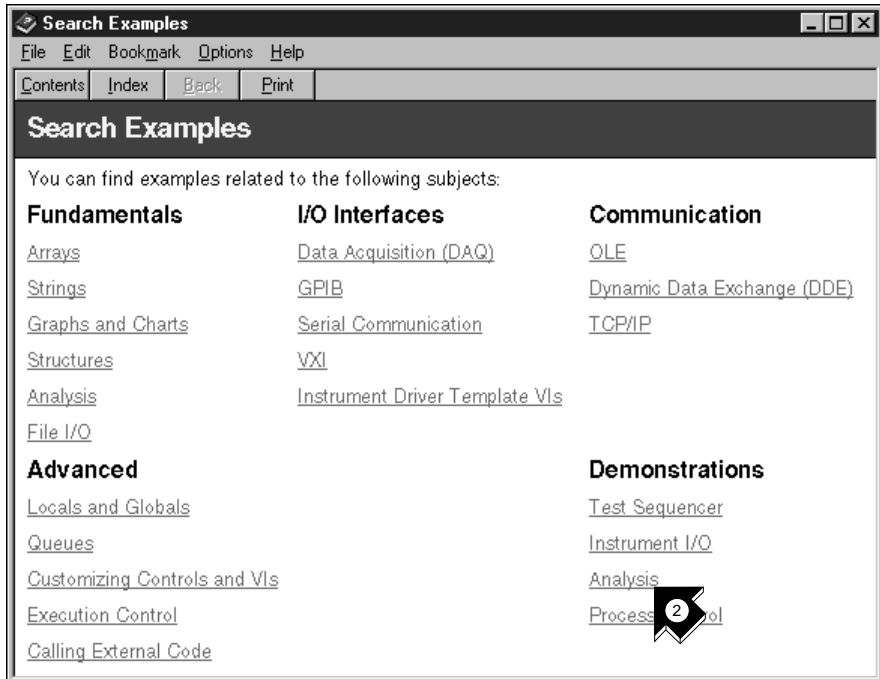 Search Examples
File Edit Bookmark Options Help
Contents Index Back Print
Search Examples
You can find examples related to the following subjects:
Fundamentals
Arrays
Strings
Graphs and Charts
Structures
Analysis
File I/O
I/O Interfaces
Data Acquisition (DAQ)
GPIB
Serial Communication
VXI
Instrument Driver Template VIs
Communication
OLE
Dynamic Data Exchange (DDE)
TCP/IP
Advanced
Locals and Globals
Queues
Customizing Controls and VIs
Execution Control
Calling External Code
Demonstrations
Test Sequencer
Instrument I/O
Analysis
Process
2